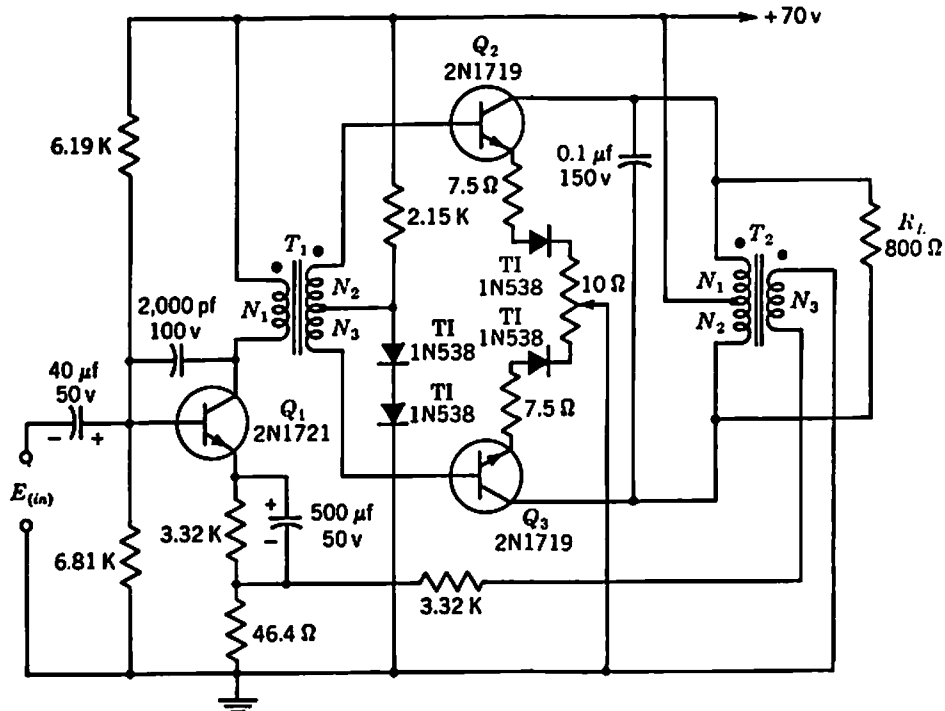 +70 v
Q2
2N1719
6.19 K
0.1 μf
150 v
7.5 Ω
2.15 K
RL
800 Ω
T1
T2
TI
1N538
10 Ω
N1
N2
N3
N1
N2
N3
2,000 pf
100 v
TI
1N538
TI
1N538
40 μf
50 v
TI
1N538
7.5 Ω
Q1
2N1721
− +
E(in)
+
−
500 μf
50 v
3.32 K
Q3
2N1719
6.81 K
3.32 K
46.4 Ω